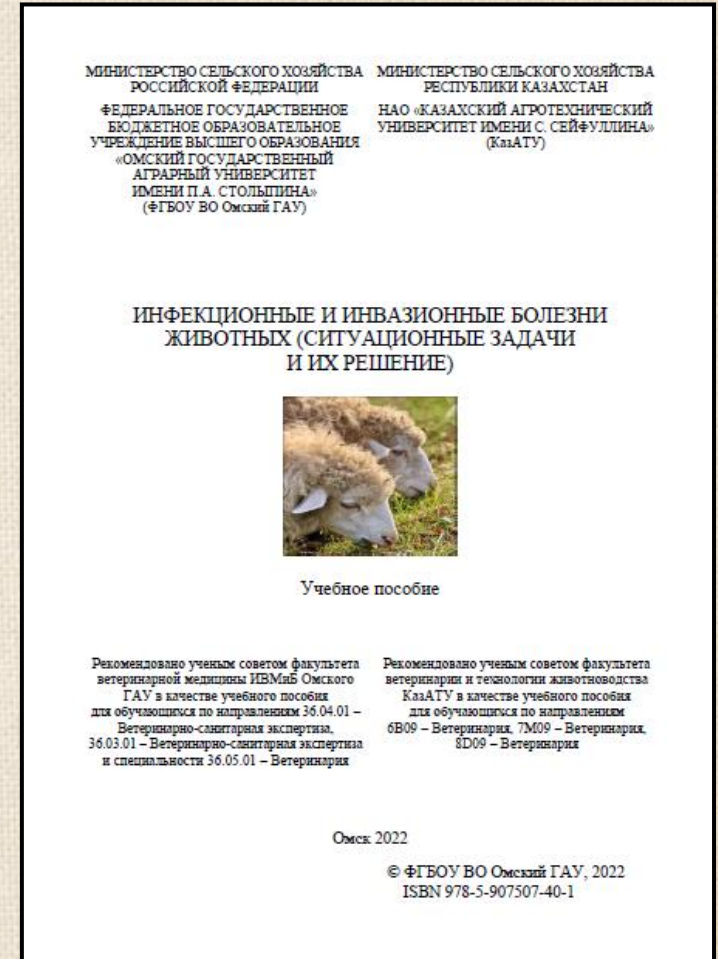 МИНИСТЕРСТВО СЕЛЬСКОГО ХОЗЯЙСТВА
РОССИЙСКОЙ ФЕДЕРАЦИИ
ФЕДЕРАЛЬНОЕ ГОСУДАРСТВЕННОЕ
БЮДЖЕТНОЕ ОБРАЗОВАТЕЛЬНОЕ
УЧРЕЖДЕНИЕ ВЫСШЕГО ОБРАЗОВАНИЯ
«ОМСКИЙ ГОСУДАРСТВЕННЫЙ
АГРАРНЫЙ УНИВЕРСИТЕТ
ИМЕНИ П.А. СТОЛЫПИНА»
(ФГБОУ ВО Омский ГАУ)
МИНИСТЕРСТВО СЕЛЬСКОГО ХОЗЯЙСТВА
РЕСПУБЛИКИ КАЗАХСТАН
НАО «КАЗАХСКИЙ АГРОТЕХНИЧЕСКИЙ
УНИВЕРСИТЕТ ИМЕНИ С. СЕЙФУЛЛИНА»
(КазАТУ)
ИНФЕКЦИОННЫЕ И ИНВАЗИОННЫЕ БОЛЕЗНИ
ЖИВОТНЫХ (СИТУАЦИОННЫЕ ЗАДАЧИ
И ИХ РЕШЕНИЕ)
Учебное пособие
Рекомендовано ученым советом факультета
ветеринарной медицины ИВМиБ Омского
ГАУ в качестве учебного пособия
для обучающихся по направлениям 36.04.01 –
Ветеринарно-санитарная экспертиза,
36.03.01 – Ветеринарно-санитарная экспертиза
и специальности 36.05.01 – Ветеринария
Рекомендовано ученым советом факультета
ветеринарии и технологии животноводства
КазАТУ в качестве учебного пособия
для обучающихся по направлениям
6В09 – Ветеринария, 7М09 – Ветеринария,
8D09 – Ветеринария
Омск 2022
© ФГБОУ ВО Омский ГАУ, 2022
ISBN 978-5-907507-40-1